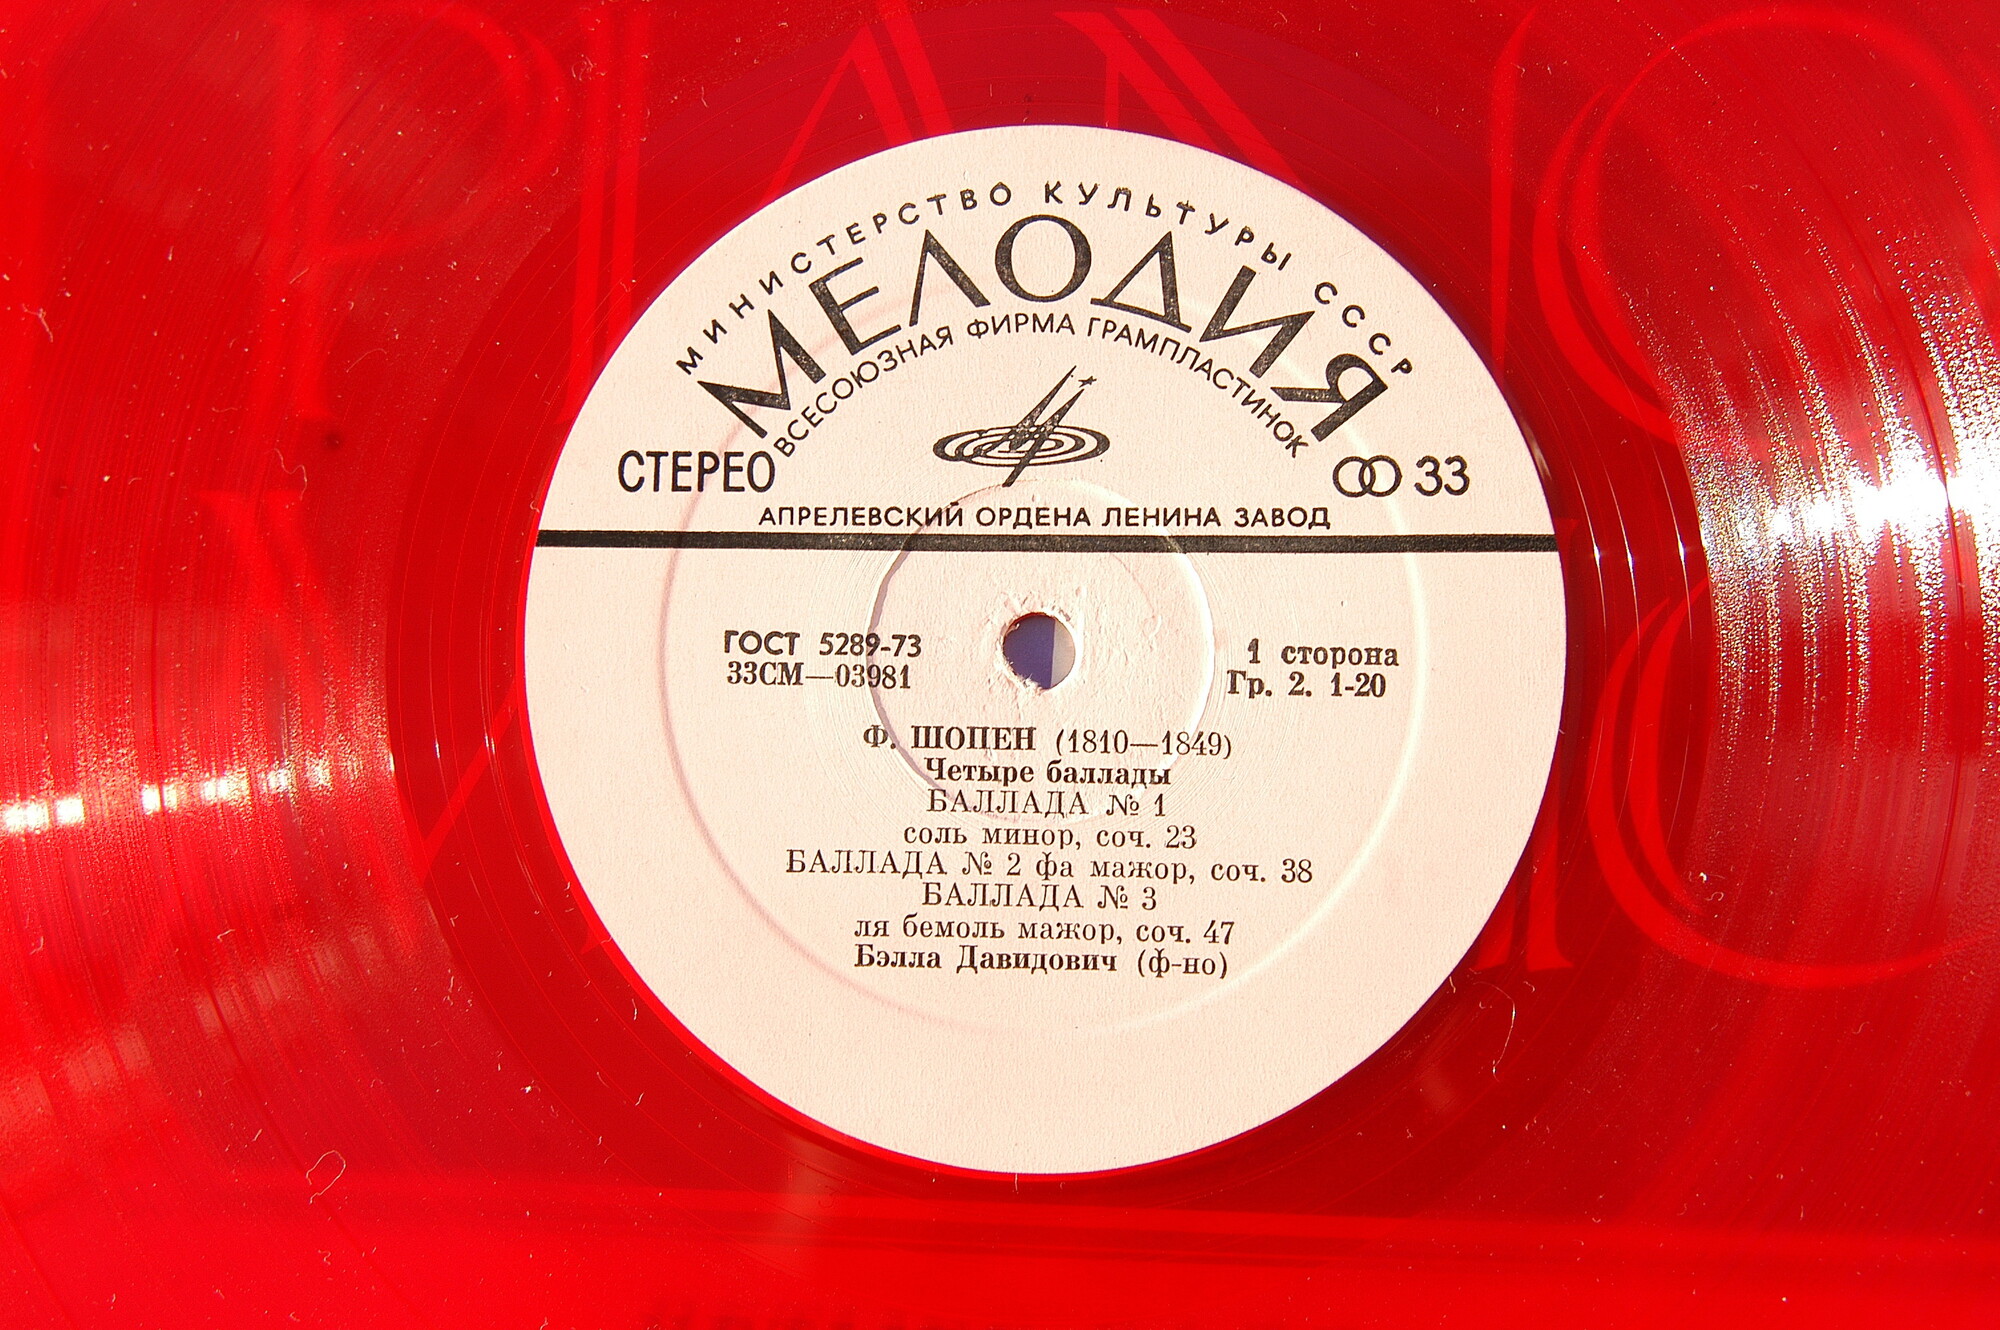 МИНИСТЕРСТВО КУЛЬТУРЫ СССР
МЕЛОДИЯ
ВСЕСОЮЗНАЯ ФИРМА ГРАМПЛАСТИНОК
СТЕРЕО
33
АПРЕЛЕВСКИЙ ОРДЕНА ЛЕНИНА ЗАВОД
ГОСТ 5289-73
33СМ—03981
1 сторона
Гр. 2. 1-20
Ф. ШОПЕН (1810—1849)
Четыре баллады
БАЛЛАДА № 1
соль минор, соч. 23
БАЛЛАДА № 2 фа мажор, соч. 38
БАЛЛАДА № 3
ля бемоль мажор, соч. 47
Бэлла Давидович (ф-но)